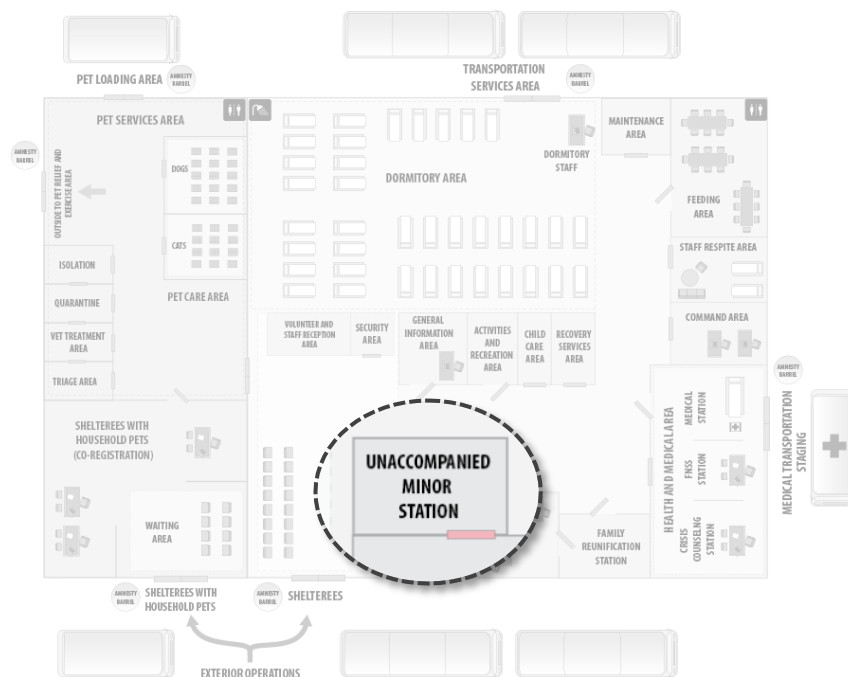 PET LOADING AREA
AMNESTY
BARREL
TRANSPORTATION
SERVICES AREA
AMNESTY
BARREL
PET SERVICES AREA
MAINTENANCE
AREA
AMNESTY
BARREL
OUTSIDE TO PET RELIEF AND
EXERCISE AREA
DOGS
DORMITORY AREA
DORMITORY
STAFF
FEEDING
AREA
CATS
STAFF RESPITE AREA
ISOLATION
QUARANTINE
PET CARE AREA
VET TREATMENT
AREA
TRIAGE AREA
VOLUNTEER AND
STAFF RECEPTION
AREA
SECURITY
AREA
GENERAL
INFORMATION
AREA
ACTIVITIES
AND
RECREATION
AREA
CHILD
CARE
AREA
RECOVERY
SERVICES
AREA
COMMAND AREA
AMNESTY
BARREL
SHELTEREES WITH
HOUSEHOLD PETS
(CO-REGISTRATION)
UNACCOMPANIED
MINOR
STATION
HEALTH AND MEDICAL AREA
MEDICAL
STATION
FNSS
STATION
CRISIS
COUNSELING
STATION
MEDICAL TRANSPORTATION
STAGING
WAITING
AREA
FAMILY
REUNIFICATION
STATION
AMNESTY
BARREL
SHELTEREES WITH
HOUSEHOLD PETS
AMNESTY
BARREL
SHELTEREES
EXTERIOR OPERATIONS